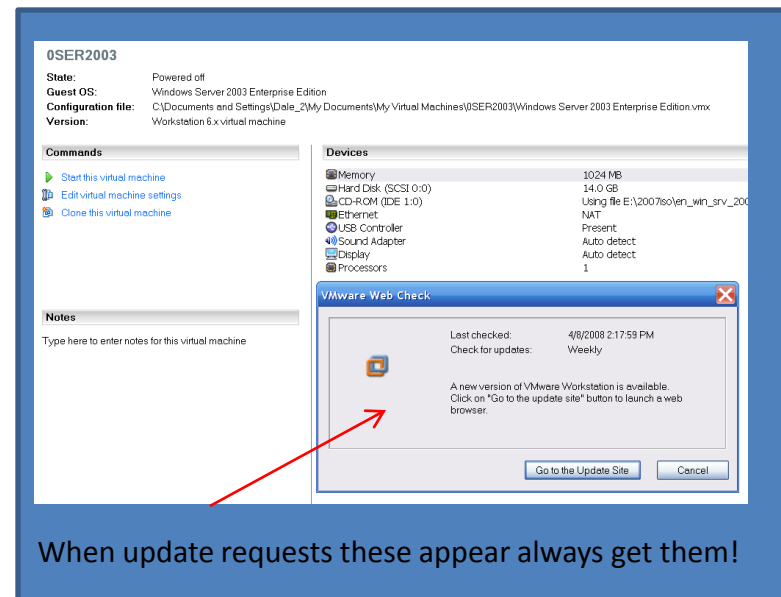 0SER2003
State: Powered off
Guest OS: Windows Server 2003 Enterprise Edition
Configuration file: C:\Documents and Settings\Dale_2\My Documents\My Virtual Machines\0SER2003\Windows Server 2003 Enterprise Edition.vmx
Version: Workstation 6.x virtual machine
Commands
Start this virtual machine
Edit virtual machine settings
Clone this virtual machine
Devices
Memory 1024 MB
Hard Disk (SCSI 0:0) 14.0 GB
CD-ROM (IDE 1:0) Using file E:\2007iso\en_win_srv_200
Ethernet NAT
USB Controller Present
Sound Adapter Auto detect
Display Auto detect
Processors 1
Notes
Type here to enter notes for this virtual machine
VMware Web Check
Last checked: 4/8/2008 2:17:59 PM
Check for updates: Weekly
A new version of VMware Workstation is available.
Click on "Go to the update site" button to launch a web
browser.
Go to the Update Site Cancel
When update requests these appear always get them!